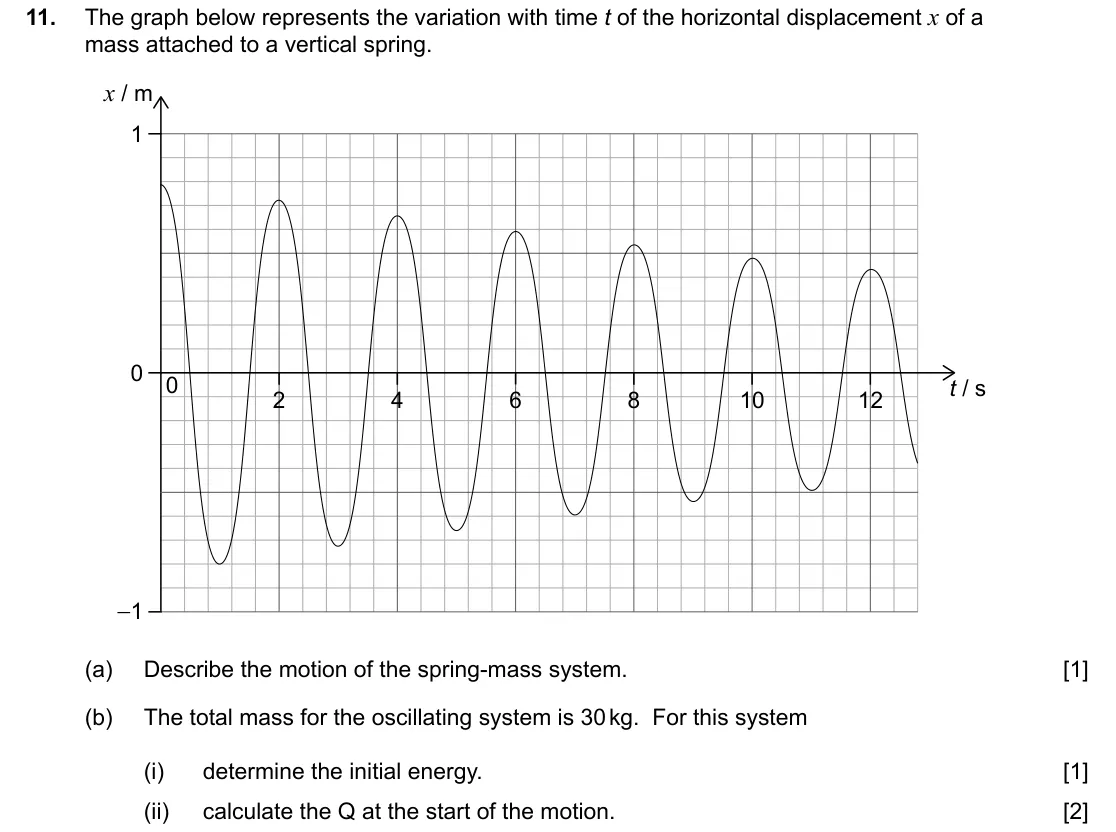 11. The graph below represents the variation with time t of the horizontal displacement x of a
mass attached to a vertical spring.
x / m
1
0
0
2
4
6
8
10
12
t / s
–1
(a) Describe the motion of the spring-mass system. [1]
(b) The total mass for the oscillating system is 30 kg. For this system
(i) determine the initial energy. [1]
(ii) calculate the Q at the start of the motion. [2]